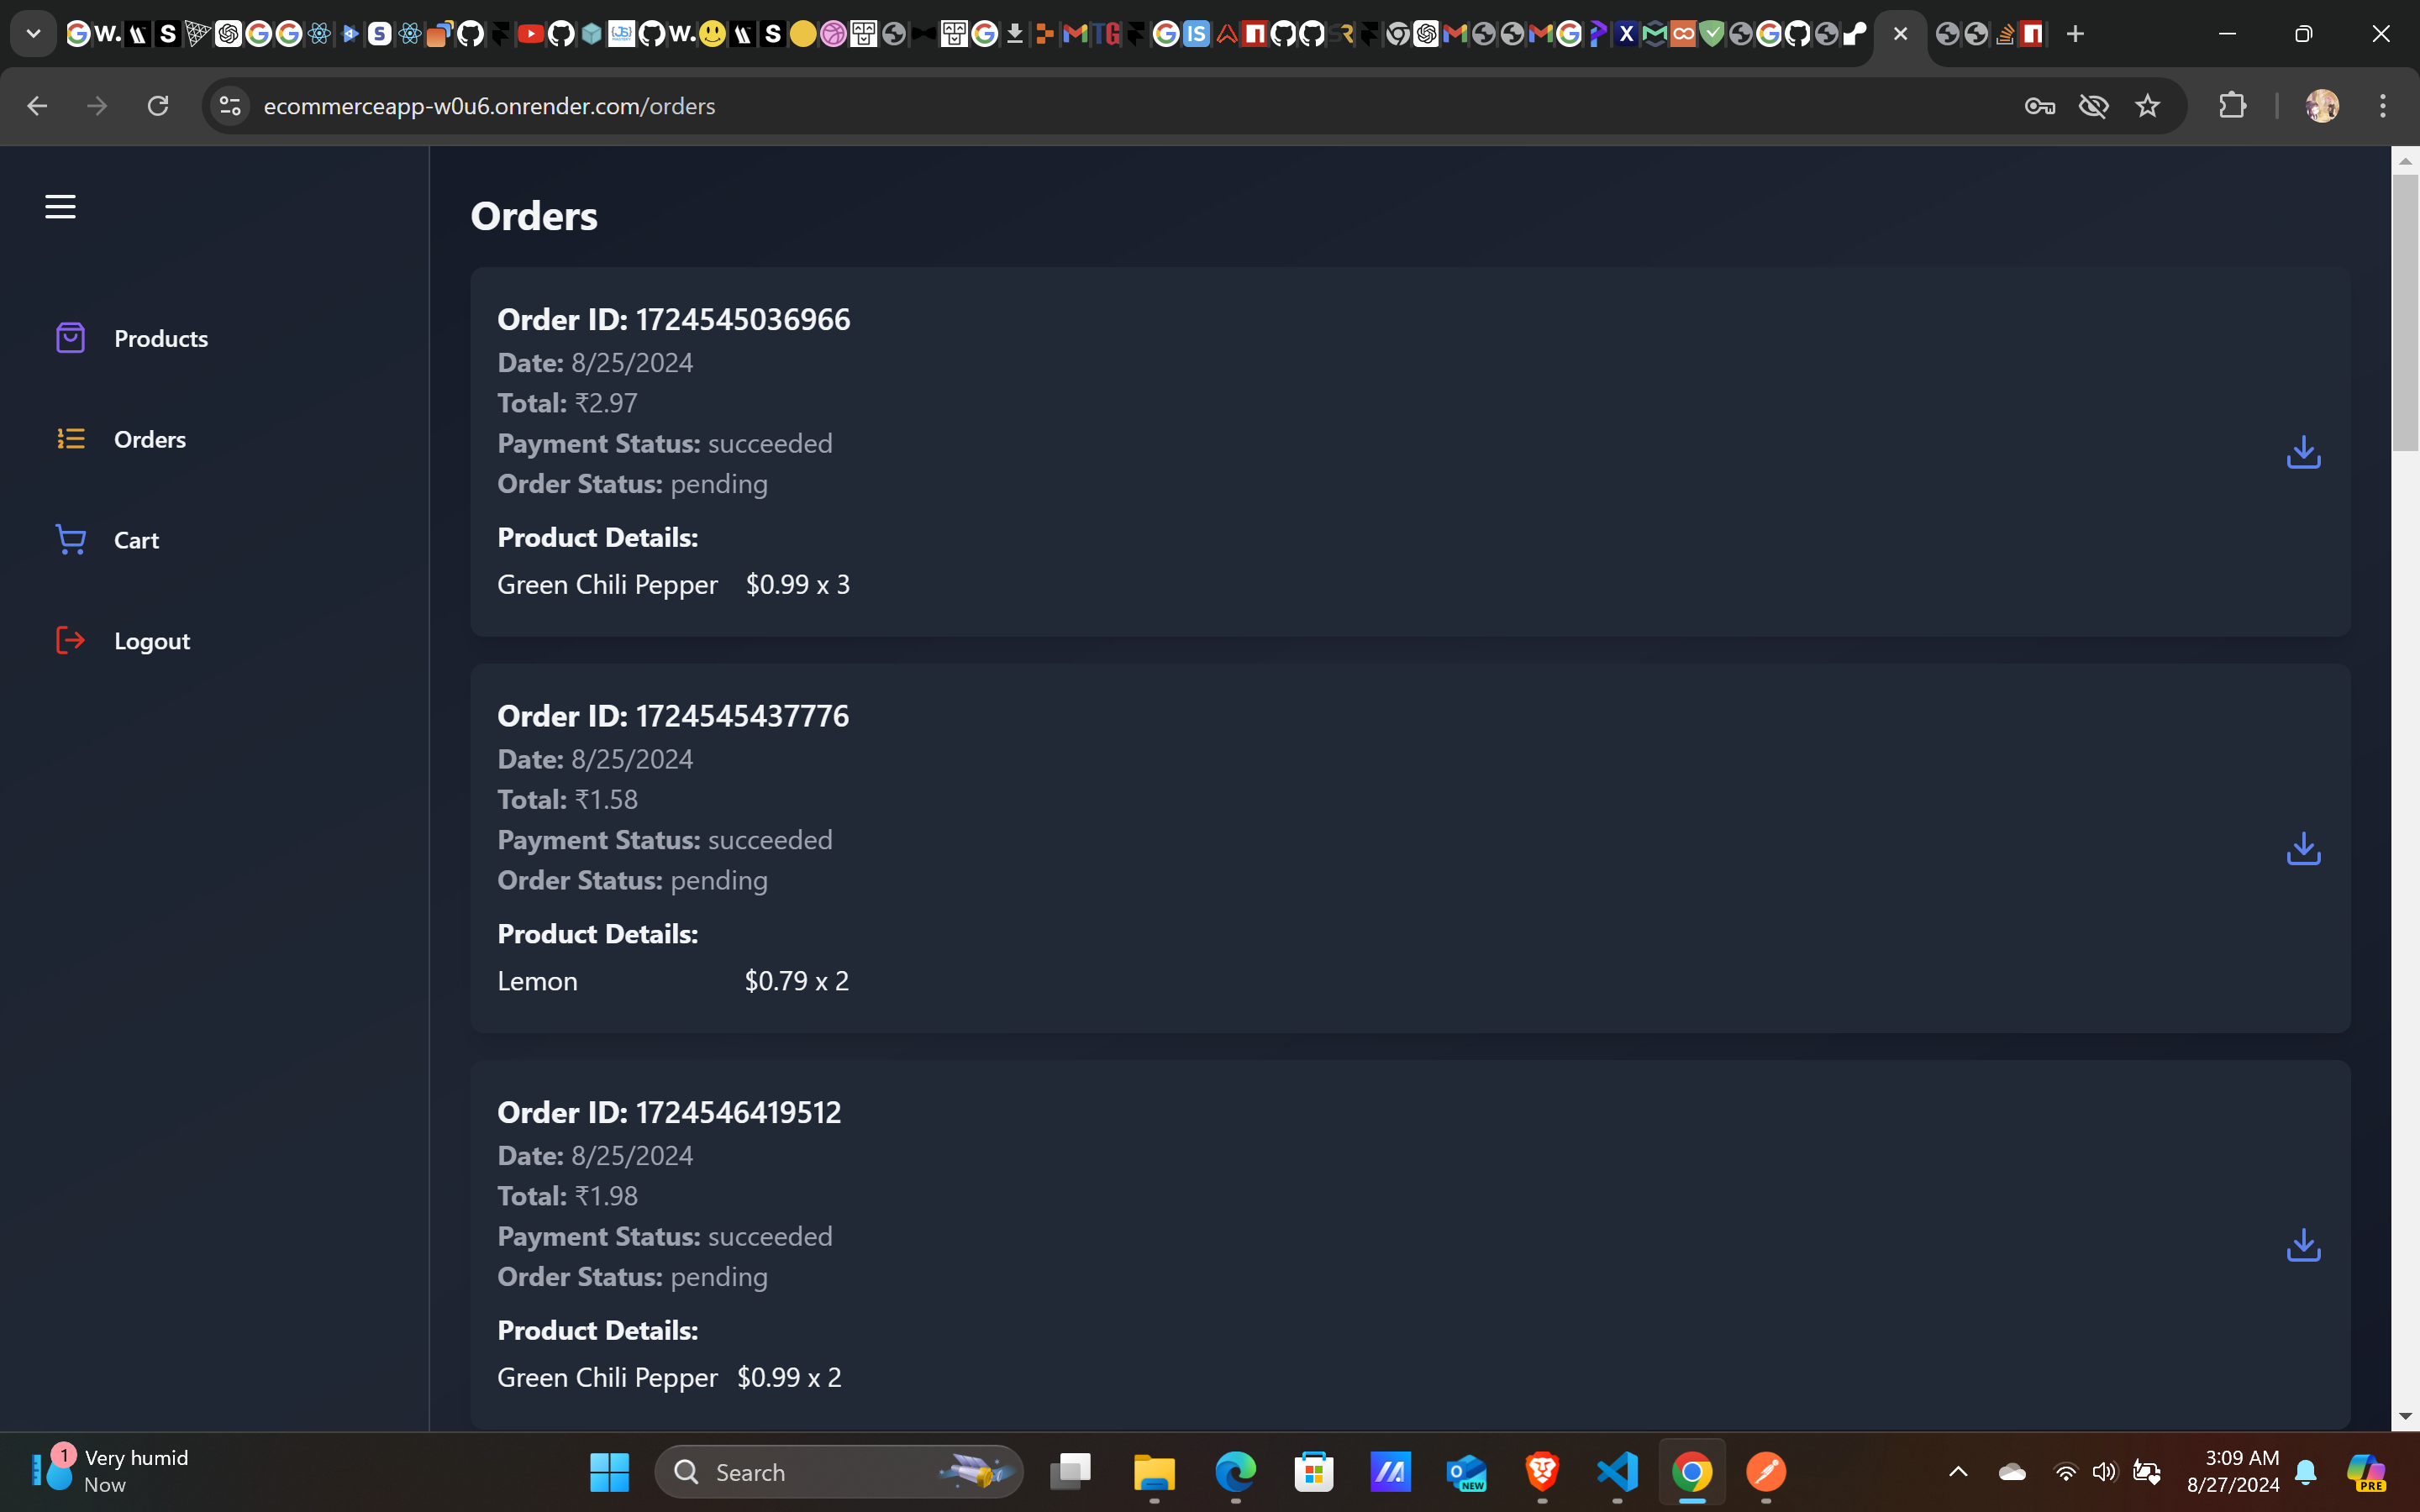 ecommerceapp-w0u6.onrender.com/orders
Products
Orders
Cart
Logout
Orders
Order ID: 1724545036966
Date: 8/25/2024
Total: ₹2.97
Payment Status: succeeded
Order Status: pending
Product Details:
Green Chili Pepper $0.99 x 3
Order ID: 1724545437776
Date: 8/25/2024
Total: ₹1.58
Payment Status: succeeded
Order Status: pending
Product Details:
Lemon $0.79 x 2
Order ID: 1724546419512
Date: 8/25/2024
Total: ₹1.98
Payment Status: succeeded
Order Status: pending
Product Details:
Green Chili Pepper $0.99 x 2
1
Very humid
Now
Search
NEW
3:09 AM
8/27/2024
PRE